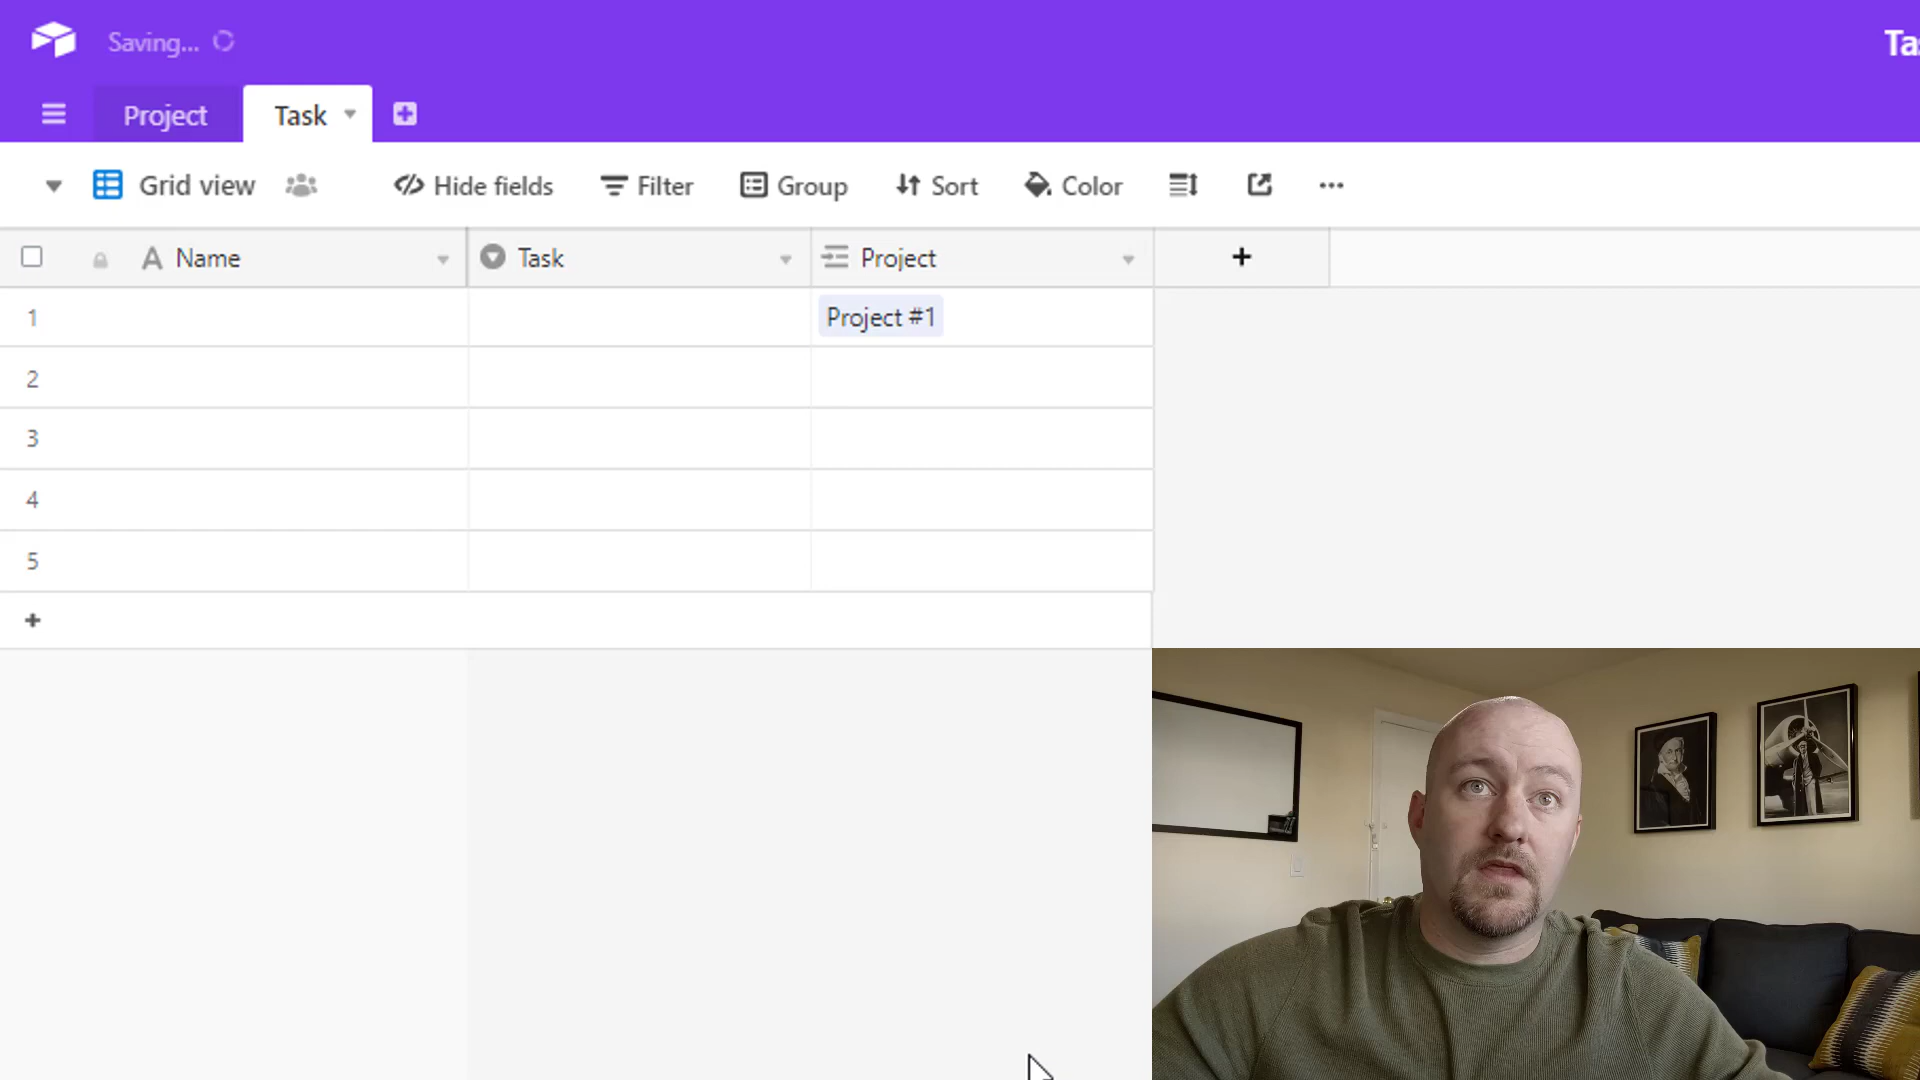 Saving...
Ta
Project
Task
Grid view
Hide fields
Filter
Group
Sort
Color
Name
Task
Project
1
Project #1
2
3
4
5